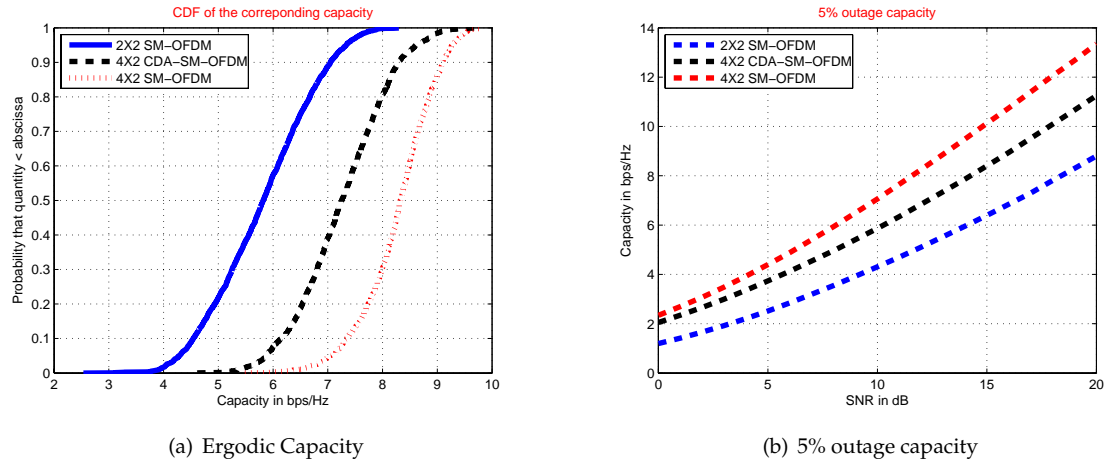 CDF of the correponding capacity
2X2 SM-OFDM
4X2 CDA-SM-OFDM
4X2 SM-OFDM
Probability that quantity < abscissa
1
0.9
0.8
0.7
0.6
0.5
0.4
0.3
0.2
0.1
0
2 3 4 5 6 7 8 9 10
Capacity in bps/Hz
(a) Ergodic Capacity
5% outage capacity
2X2 SM-OFDM
4X2 CDA-SM-OFDM
4X2 SM-OFDM
Capacity in bps/Hz
14
12
10
8
6
4
2
0
0 5 10 15 20
SNR in dB
(b) 5% outage capacity